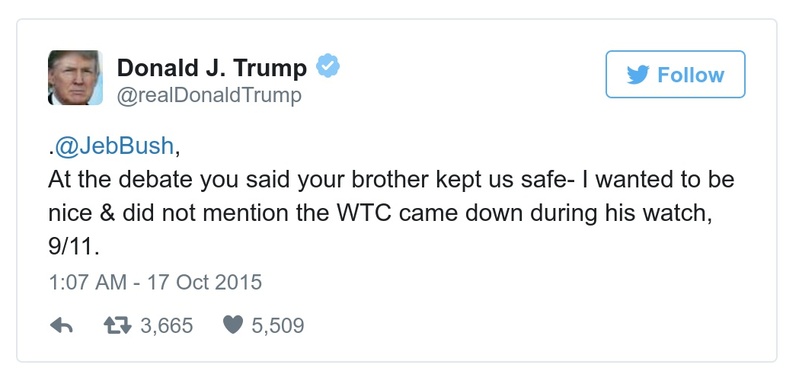 Donald J. Trump
@realDonaldTrump
Follow
.@JebBush,
At the debate you said your brother kept us safe- I wanted to be
nice & did not mention the WTC came down during his watch,
9/11.
1:07 AM - 17 Oct 2015
3,665 5,509